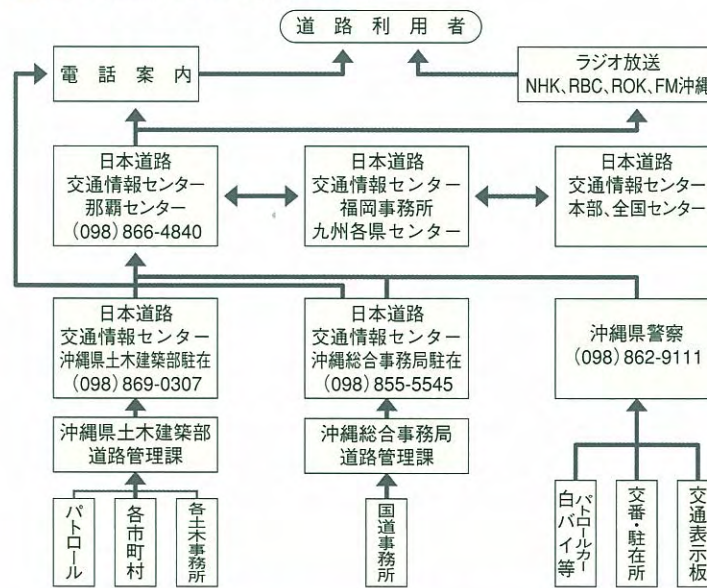 道路利用者
電話案内
ラジオ放送
NHK、RBC、ROK、FM沖縄
日本道路
交通情報センター
那覇センター
(098)866-4840
日本道路
交通情報センター
福岡事務所
九州各県センター
日本道路
交通情報センター
本部、全国センター
日本道路
交通情報センター
沖縄県土木建築部駐在
(098)869-0307
日本道路
交通情報センター
沖縄総合事務局駐在
(098)855-5545
沖縄県警察
(098)862-9111
沖縄県土木建築部
道路管理課
沖縄総合事務局
道路管理課
パトロール
各市町村
各土木事務所
国道事務所
パトロールカー
白バイ等
交番・駐在所
交通表示板